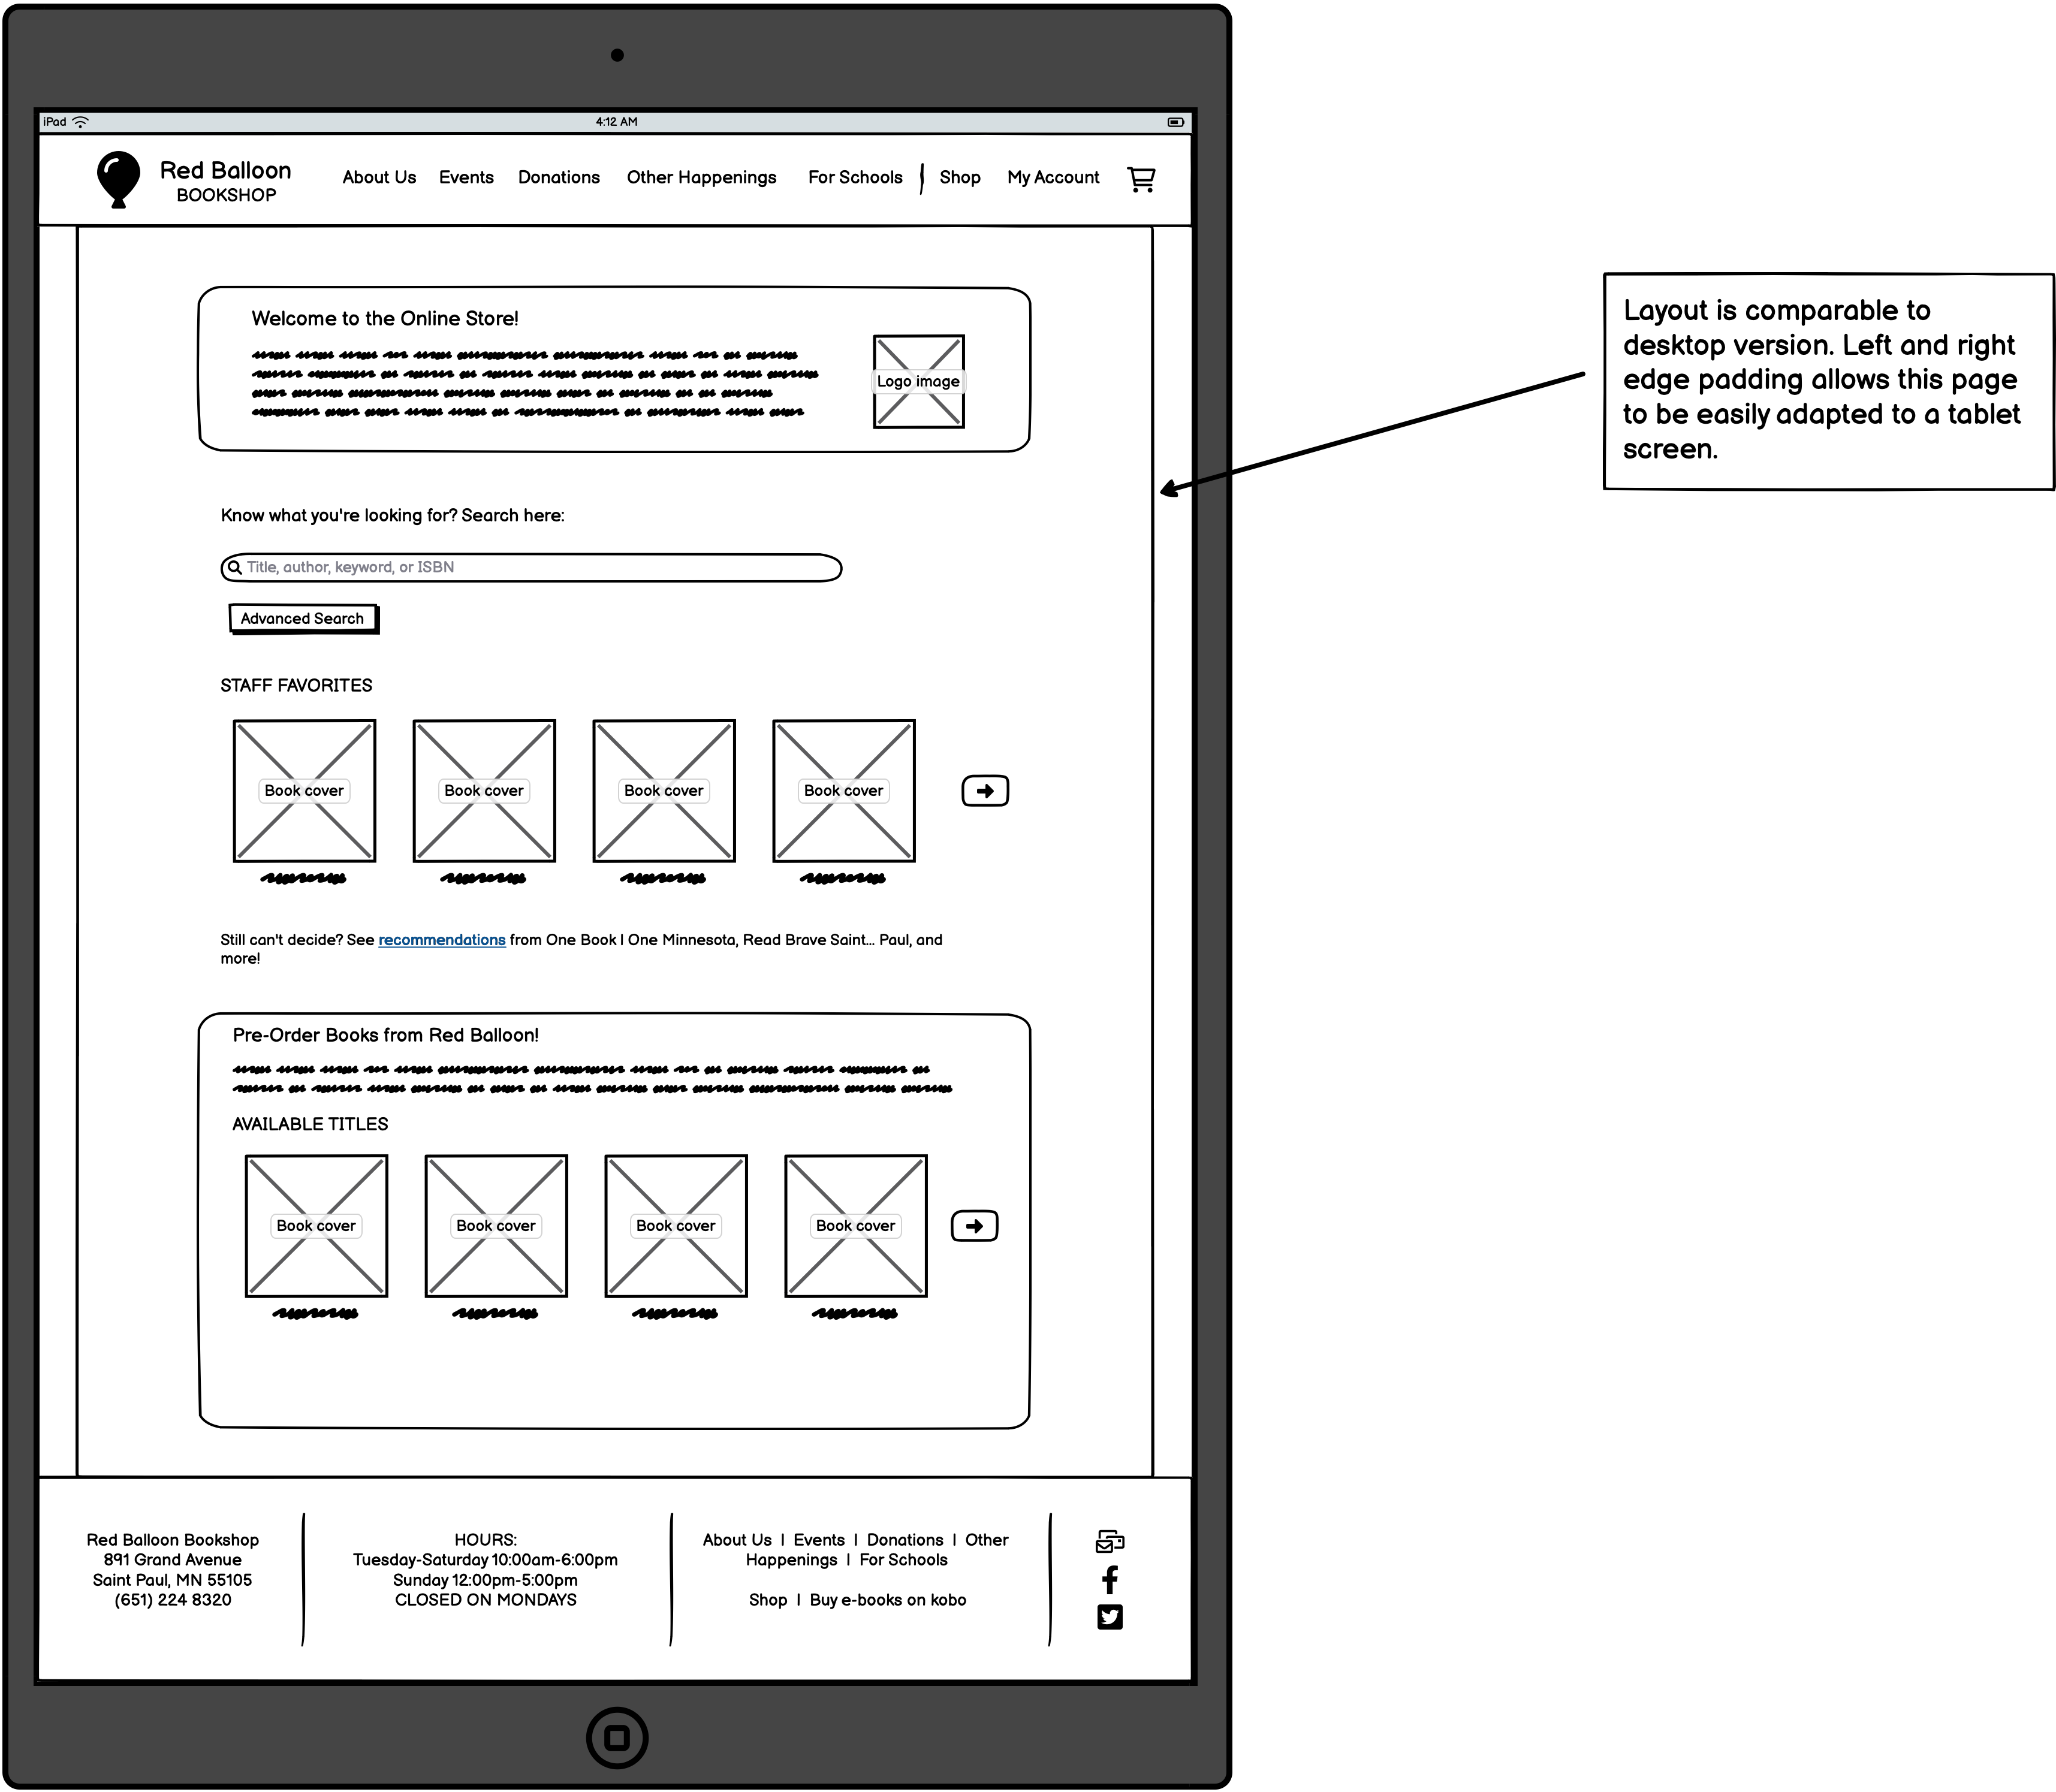 iPad
4:12 AM
Red Balloon
BOOKSHOP
About Us Events Donations Other Happenings For Schools Shop My Account
Welcome to the Online Store!
Logo image
Know what you're looking for? Search here:
Title, author, keyword, or ISBN
Advanced Search
STAFF FAVORITES
Book cover Book cover Book cover Book cover
Still can't decide? See recommendations from One Book | One Minnesota, Read Brave Saint... Paul, and
more!
Pre-Order Books from Red Balloon!
AVAILABLE TITLES
Book cover Book cover Book cover Book cover
Red Balloon Bookshop
891 Grand Avenue
Saint Paul, MN 55105
(651) 224 8320
HOURS:
Tuesday-Saturday 10:00am-6:00pm
Sunday 12:00pm-5:00pm
CLOSED ON MONDAYS
About Us | Events | Donations | Other
Happenings | For Schools
Shop | Buy e-books on kobo
Layout is comparable to
desktop version. Left and right
edge padding allows this page
to be easily adapted to a tablet
screen.